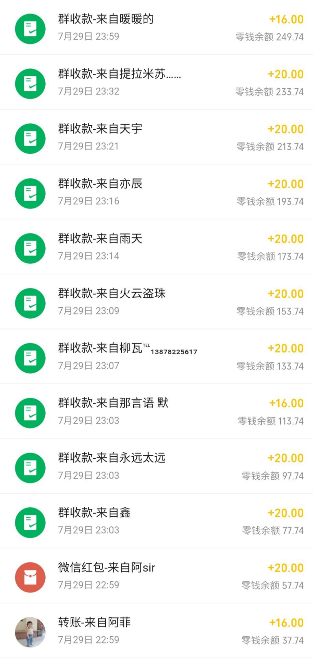 群收款-来自暖暖的
+16.00
7月29日 23:59
零钱余额 249.74
群收款-来自提拉米苏……
+20.00
7月29日 23:32
零钱余额 233.74
群收款-来自天宇
+20.00
7月29日 23:21
零钱余额 213.74
群收款-来自亦辰
+20.00
7月29日 23:16
零钱余额 193.74
群收款-来自雨天
+20.00
7月29日 23:14
零钱余额 173.74
群收款-来自火云盗珠
+20.00
7月29日 23:09
零钱余额 153.74
群收款-来自柳瓦℡₁₃₈₇₈₂₂₅₆₁₇
+20.00
7月29日 23:07
零钱余额 133.74
群收款-来自那言语 默
+16.00
7月29日 23:03
零钱余额 113.74
群收款-来自永远太远
+20.00
7月29日 23:03
零钱余额 97.74
群收款-来自鑫
+20.00
7月29日 23:03
零钱余额 77.74
微信红包-来自阿sir
+20.00
7月29日 22:59
零钱余额 57.74
转账-来自阿菲
+16.00
7月29日 22:59
零钱余额 37.74